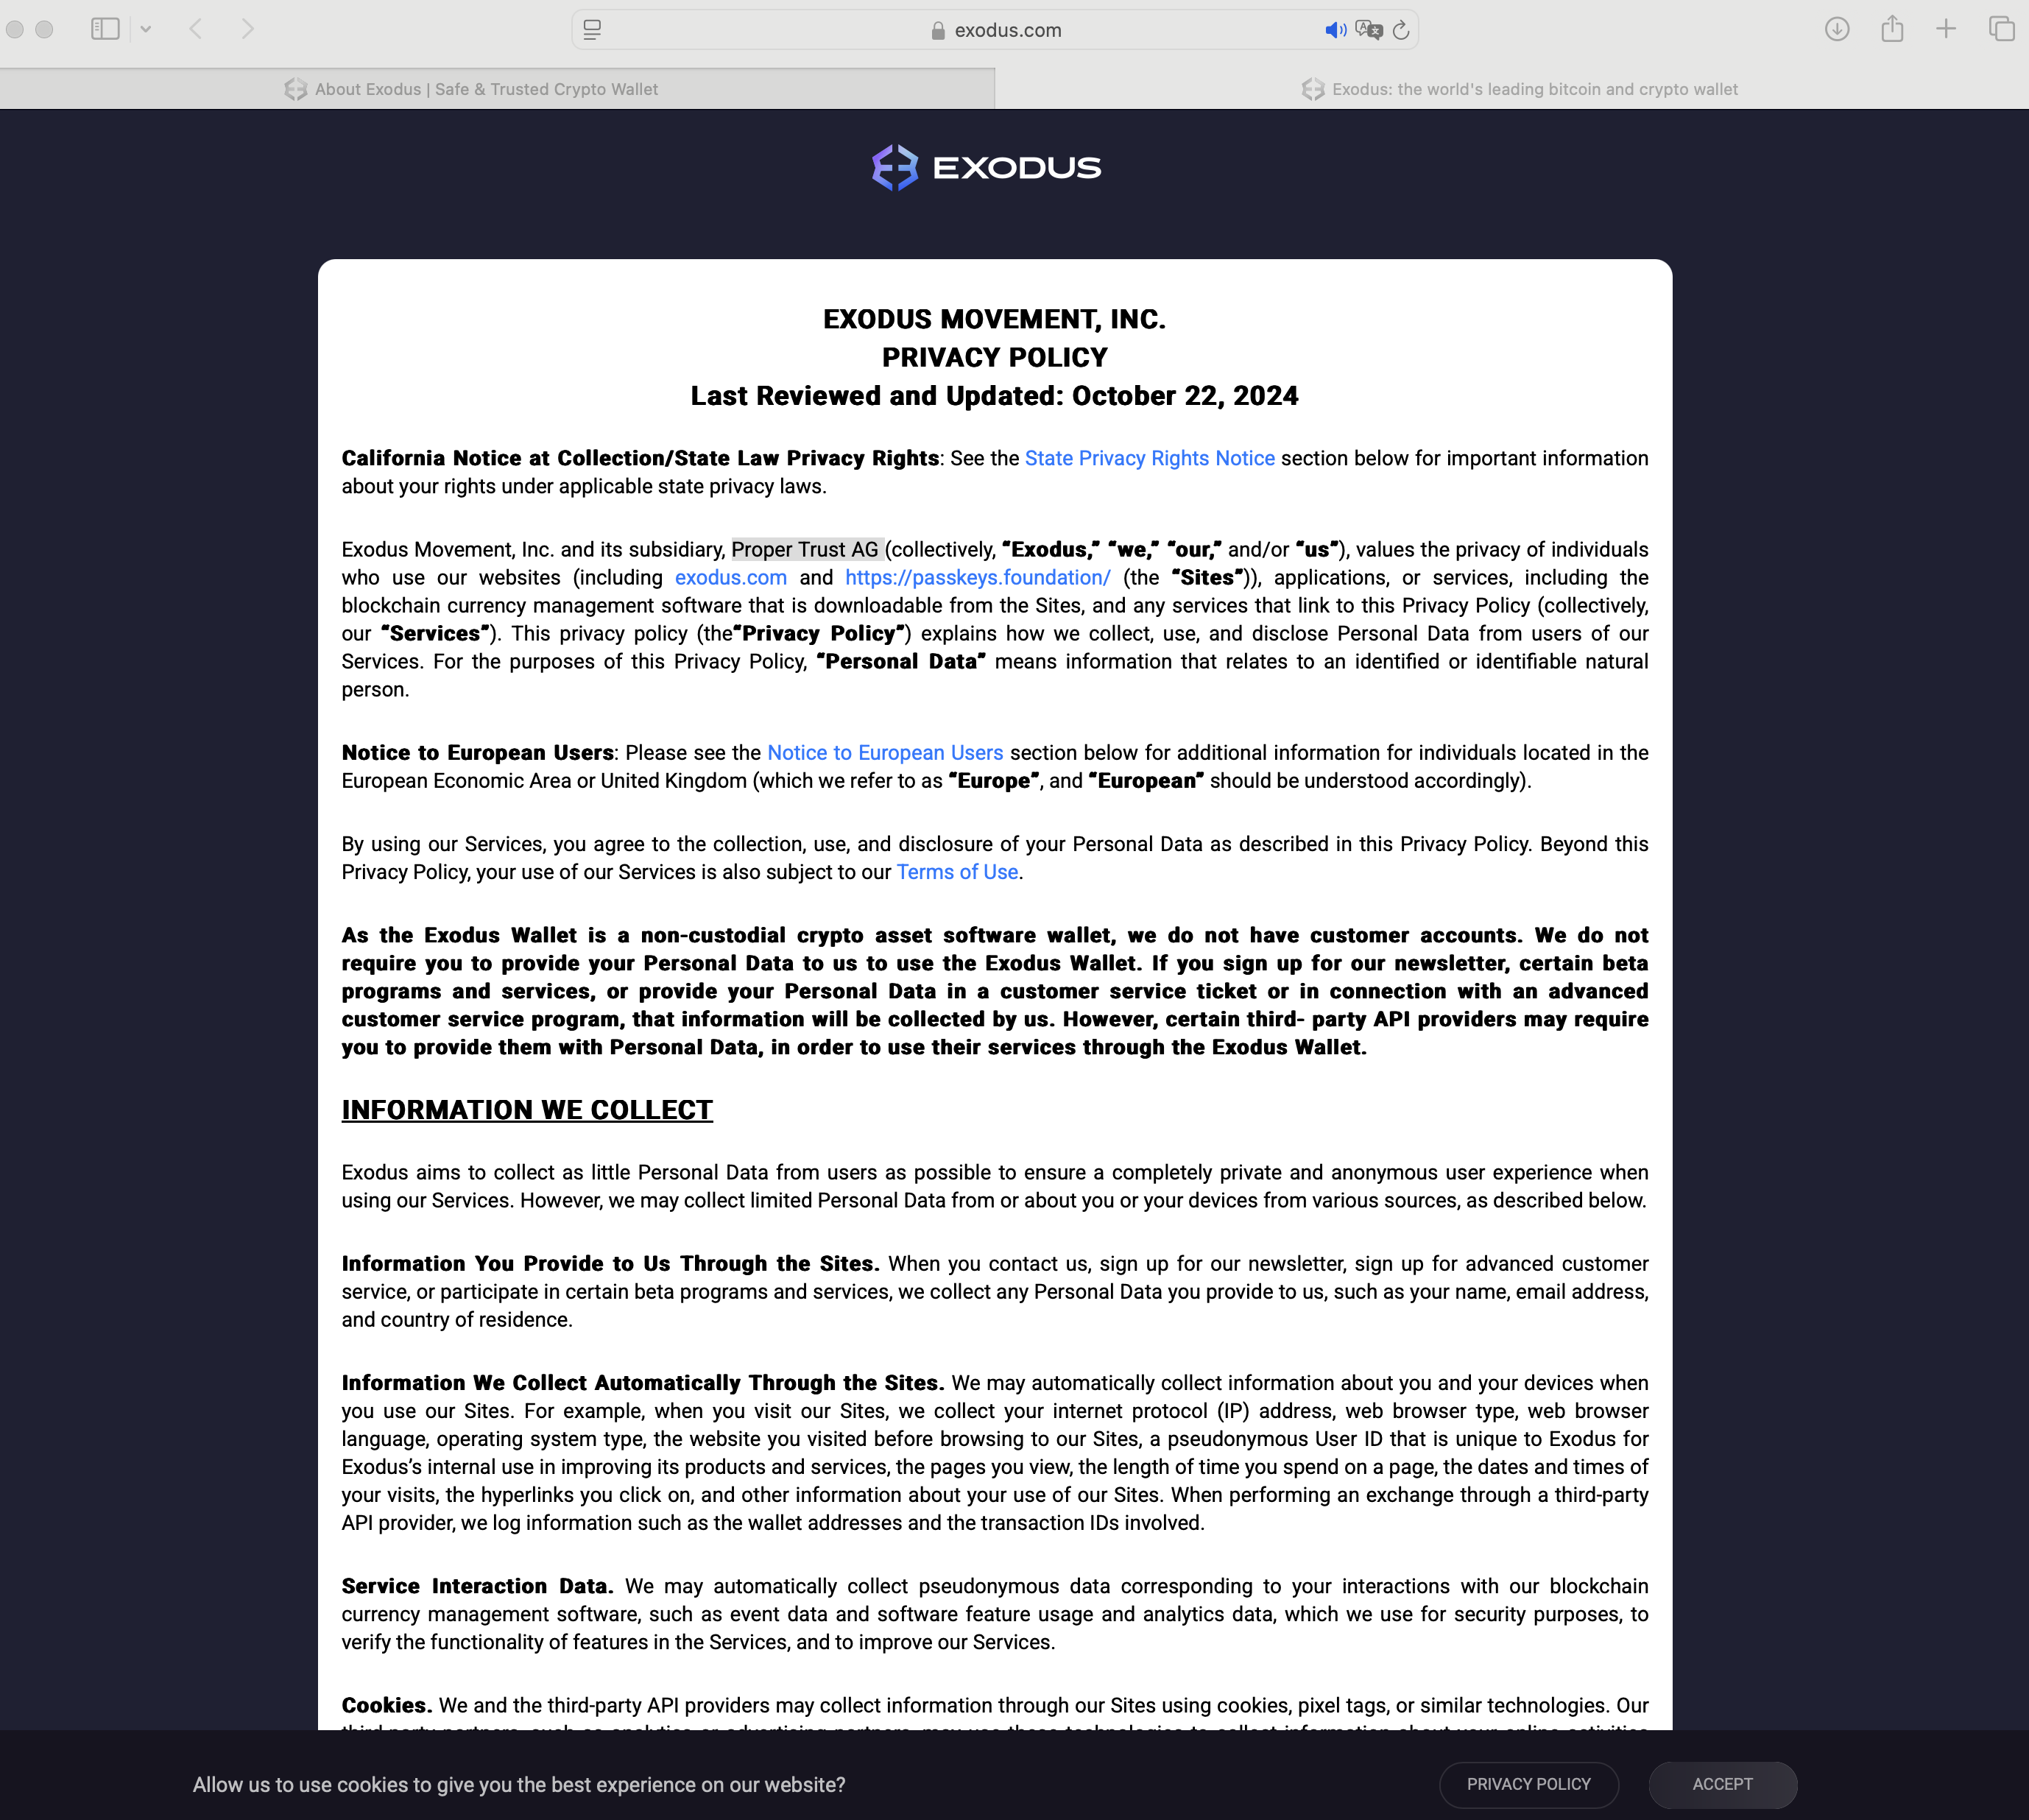 exodus.com
About Exodus | Safe & Trusted Crypto Wallet
Exodus: the world's leading bitcoin and crypto wallet
EXODUS
EXODUS MOVEMENT, INC.
PRIVACY POLICY
Last Reviewed and Updated: October 22, 2024
California Notice at Collection/State Law Privacy Rights: See the State Privacy Rights Notice section below for important information
about your rights under applicable state privacy laws.
Exodus Movement, Inc. and its subsidiary, Proper Trust AG (collectively, “Exodus,” “we,” “our,” and/or “us”), values the privacy of individuals
who use our websites (including exodus.com and https://passkeys.foundation/ (the “Sites”)), applications, or services, including the
blockchain currency management software that is downloadable from the Sites, and any services that link to this Privacy Policy (collectively,
our “Services”). This privacy policy (the“Privacy Policy”) explains how we collect, use, and disclose Personal Data from users of our
Services. For the purposes of this Privacy Policy, “Personal Data” means information that relates to an identified or identifiable natural
person.
Notice to European Users: Please see the Notice to European Users section below for additional information for individuals located in the
European Economic Area or United Kingdom (which we refer to as “Europe”, and “European” should be understood accordingly).
By using our Services, you agree to the collection, use, and disclosure of your Personal Data as described in this Privacy Policy. Beyond this
Privacy Policy, your use of our Services is also subject to our Terms of Use.
As the Exodus Wallet is a non-custodial crypto asset software wallet, we do not have customer accounts. We do not
require you to provide your Personal Data to us to use the Exodus Wallet. If you sign up for our newsletter, certain beta
programs and services, or provide your Personal Data in a customer service ticket or in connection with an advanced
customer service program, that information will be collected by us. However, certain third- party API providers may require
you to provide them with Personal Data, in order to use their services through the Exodus Wallet.
INFORMATION WE COLLECT
Exodus aims to collect as little Personal Data from users as possible to ensure a completely private and anonymous user experience when
using our Services. However, we may collect limited Personal Data from or about you or your devices from various sources, as described below.
Information You Provide to Us Through the Sites. When you contact us, sign up for our newsletter, sign up for advanced customer
service, or participate in certain beta programs and services, we collect any Personal Data you provide to us, such as your name, email address,
and country of residence.
Information We Collect Automatically Through the Sites. We may automatically collect information about you and your devices when
you use our Sites. For example, when you visit our Sites, we collect your internet protocol (IP) address, web browser type, web browser
language, operating system type, the website you visited before browsing to our Sites, a pseudonymous User ID that is unique to Exodus for
Exodus’s internal use in improving its products and services, the pages you view, the length of time you spend on a page, the dates and times of
your visits, the hyperlinks you click on, and other information about your use of our Sites. When performing an exchange through a third-party
API provider, we log information such as the wallet addresses and the transaction IDs involved.
Service Interaction Data. We may automatically collect pseudonymous data corresponding to your interactions with our blockchain
currency management software, such as event data and software feature usage and analytics data, which we use for security purposes, to
verify the functionality of features in the Services, and to improve our Services.
Cookies. We and the third-party API providers may collect information through our Sites using cookies, pixel tags, or similar technologies. Our
Allow us to use cookies to give you the best experience on our website?
PRIVACY POLICY
ACCEPT